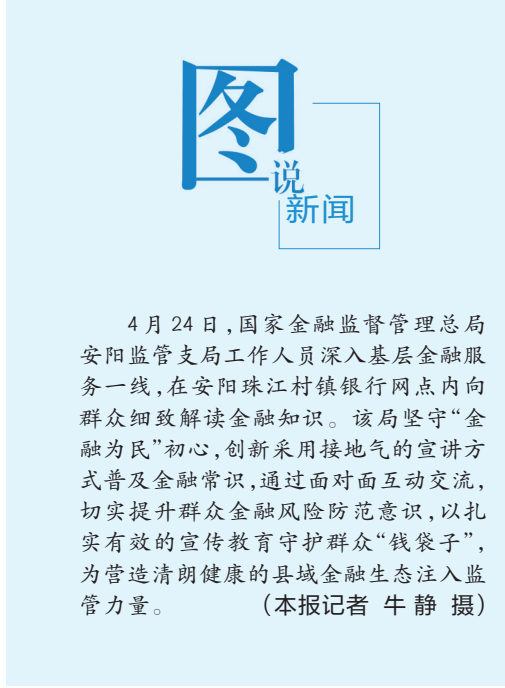 图
说
新闻
4月24日,国家金融监督管理总局
安阳监管支局工作人员深入基层金融服
务一线,在安阳珠江村镇银行网点内向
群众细致解读金融知识。该局坚守“金
融为民”初心,创新采用接地气的宣讲方
式普及金融常识,通过面对面互动交流,
切实提升群众金融风险防范意识,以扎
实有效的宣传教育守护群众“钱袋子”,
为营造清朗健康的县域金融生态注入监
管力量。 (本报记者 牛 静 摄)